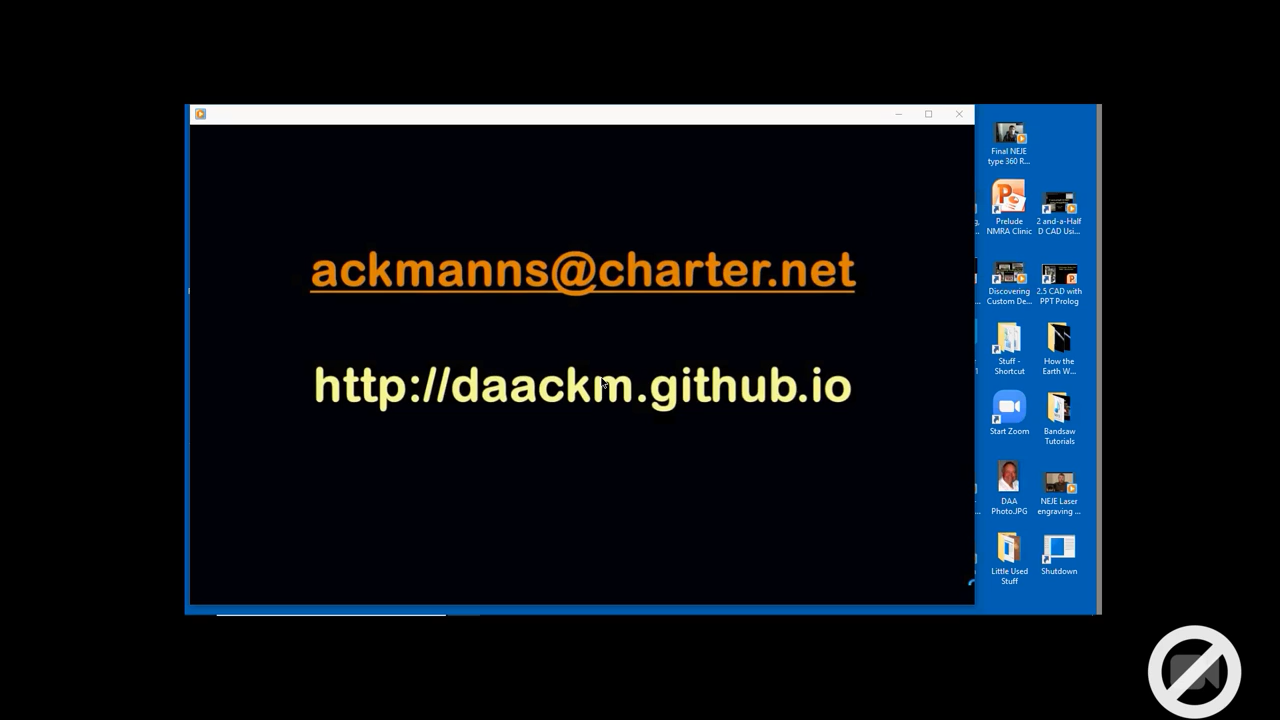 ackmanns@charter.net
http://daackm.github.io
Final NEJE
type 360 R...
Prelude
NMRA Clinic
2 and-a-Half
D CAD Usi...
Discovering
Custom De...
2.5 CAD with
PPT Prolog
Stuff -
Shortcut
How the
Earth W...
Start Zoom
Bandsaw
Tutorials
DAA
Photo.JPG
NEJE Laser
engraving ...
Little Used
Stuff
Shutdown